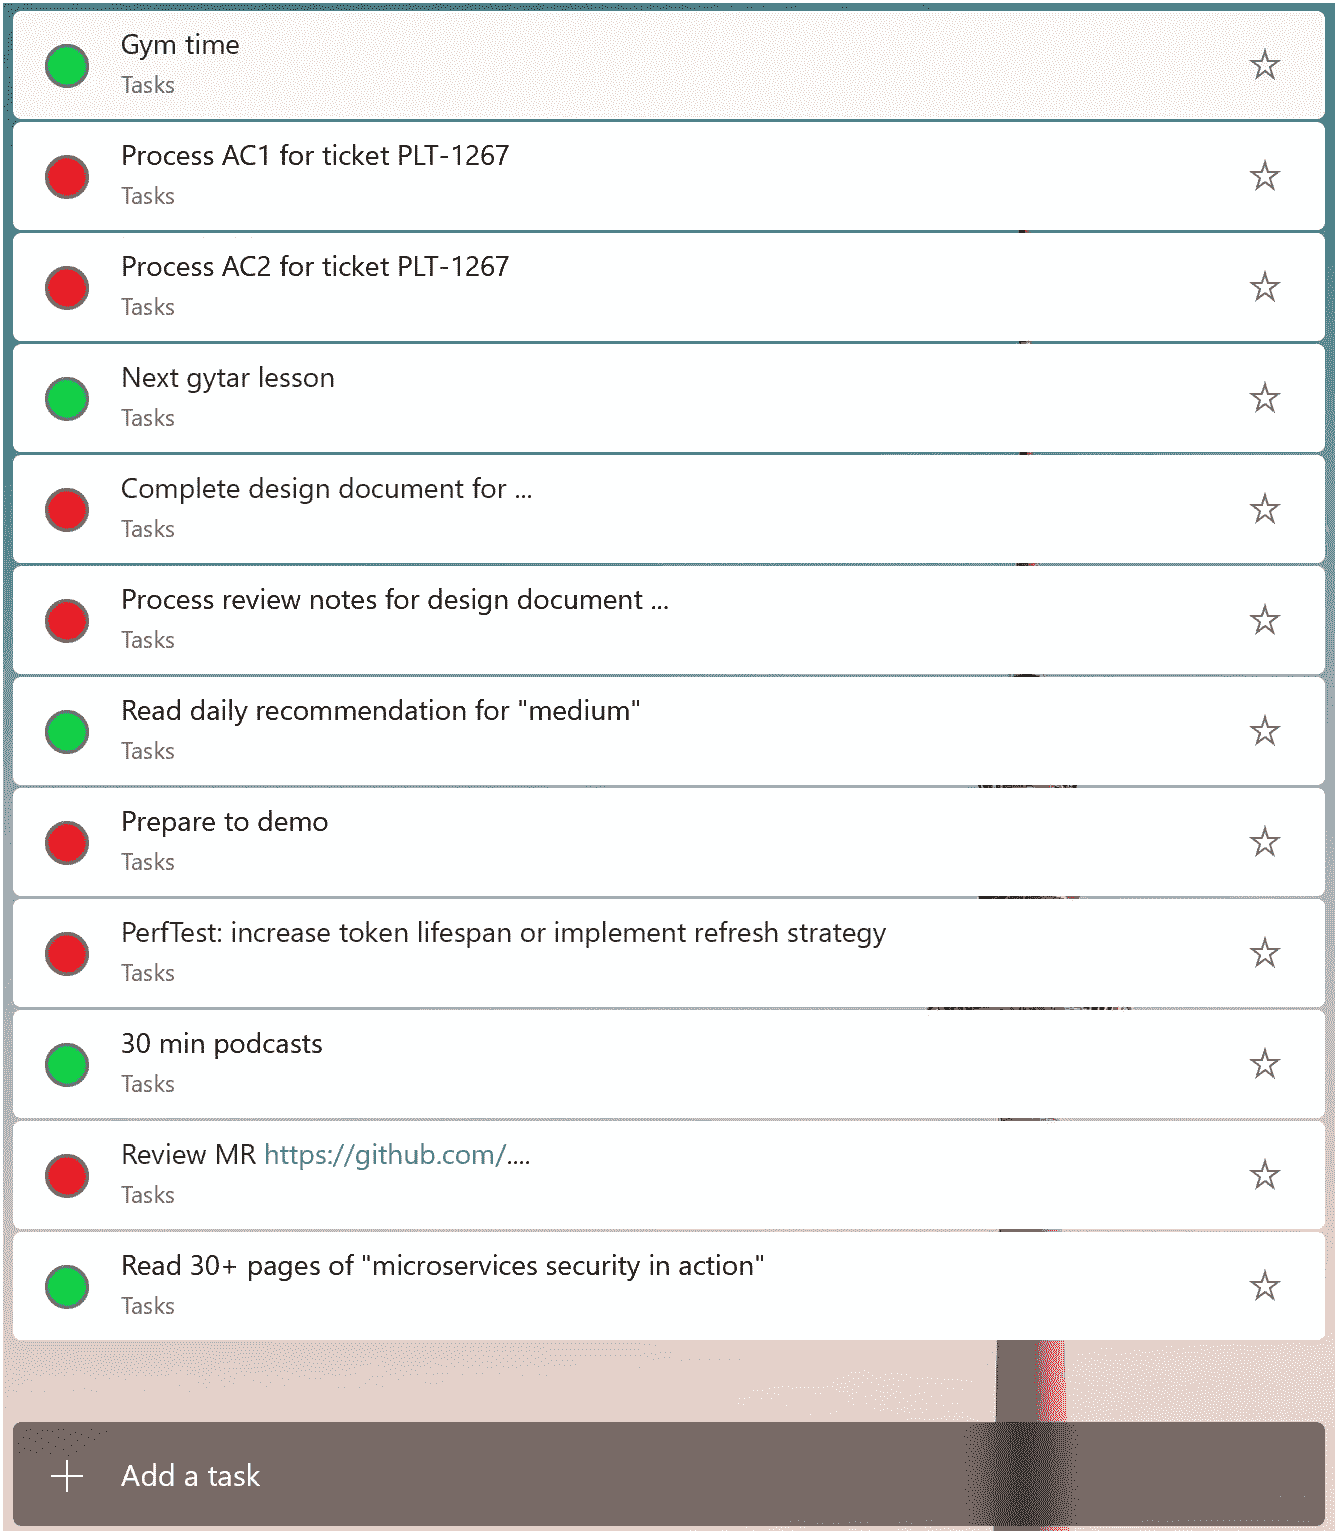 Gym time
Tasks
Process AC1 for ticket PLT-1267
Tasks
Process AC2 for ticket PLT-1267
Tasks
Next gytar lesson
Tasks
Complete design document for ...
Tasks
Process review notes for design document ...
Tasks
Read daily recommendation for "medium"
Tasks
Prepare to demo
Tasks
PerfTest: increase token lifespan or implement refresh strategy
Tasks
30 min podcasts
Tasks
Review MR https://github.com/....
Tasks
Read 30+ pages of "microservices security in action"
Tasks
Add a task